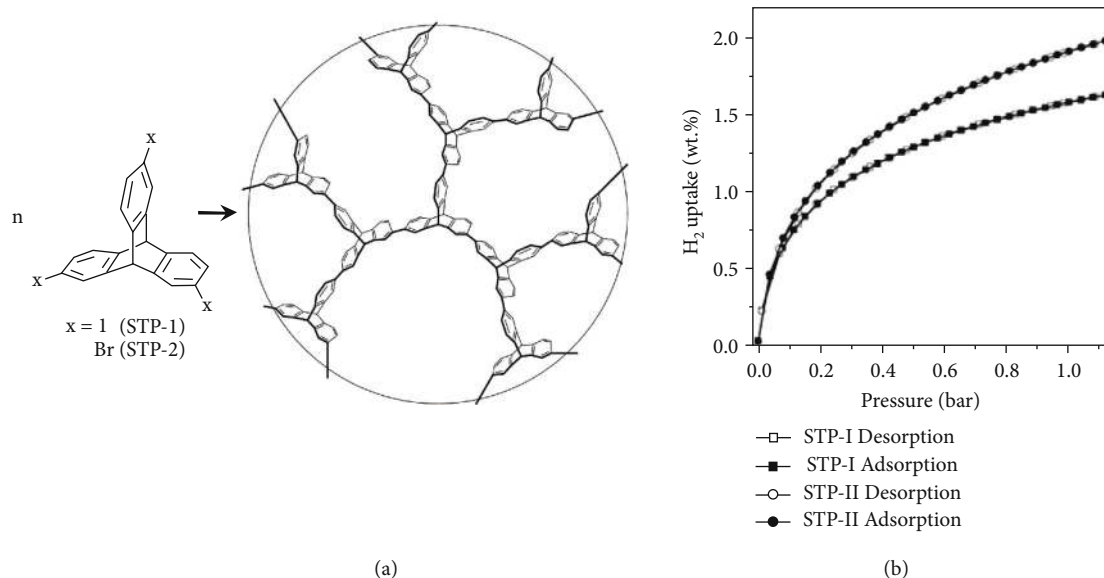 n
x
x
x
x = 1 (STP-1)
Br (STP-2)
(a)
H₂ uptake (wt.%)
2.0
1.5
1.0
0.5
0.0
0.0 0.2 0.4 0.6 0.8 1.0
Pressure (bar)
STP-I Desorption
STP-I Adsorption
STP-II Desorption
STP-II Adsorption
(b)